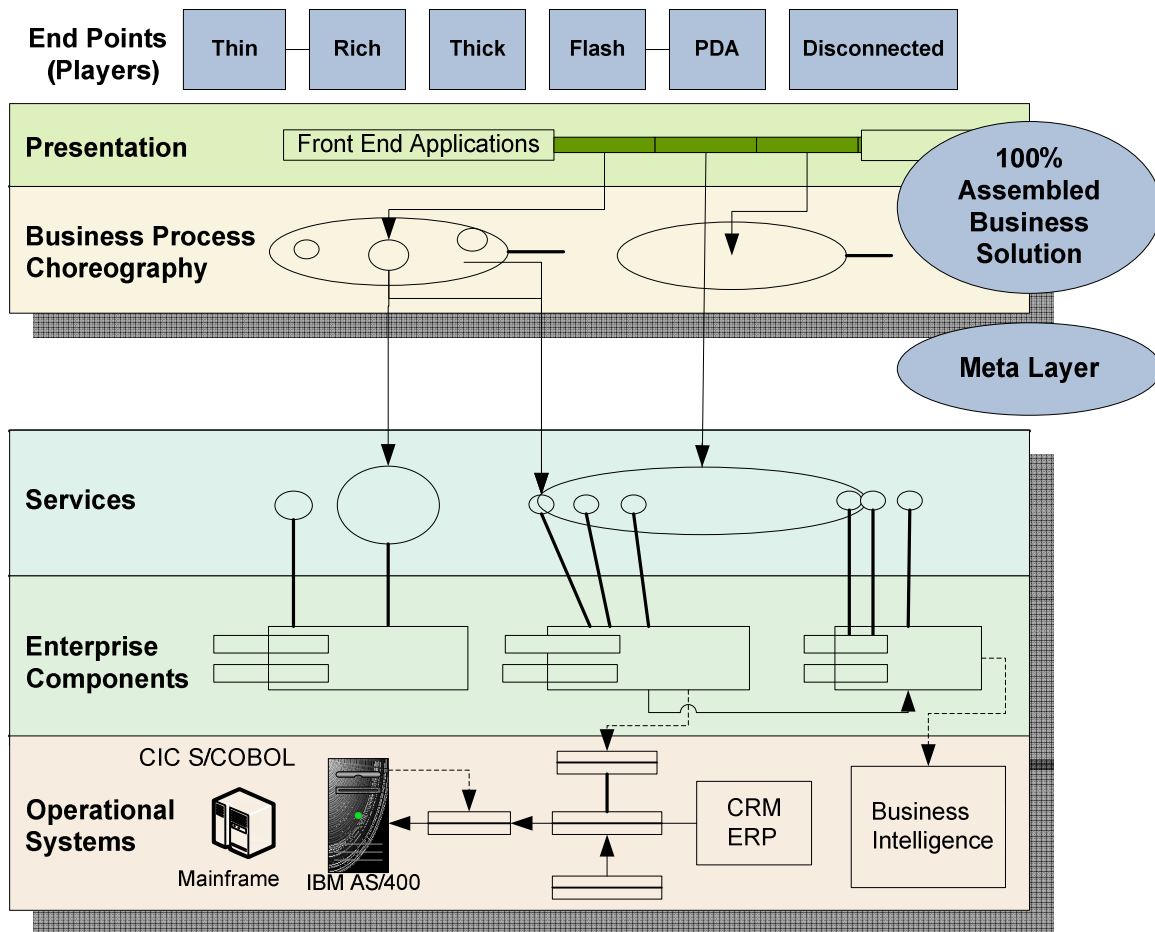 End Points
(Players)
Thin
Rich
Thick
Flash
PDA
Disconnected
Presentation
Front End Applications
100%
Assembled
Business
Solution
Business Process
Choreography
Meta Layer
Services
Enterprise
Components
CIC S/COBOL
Operational
Systems
Mainframe
IBM AS/400
CRM
ERP
Business
Intelligence